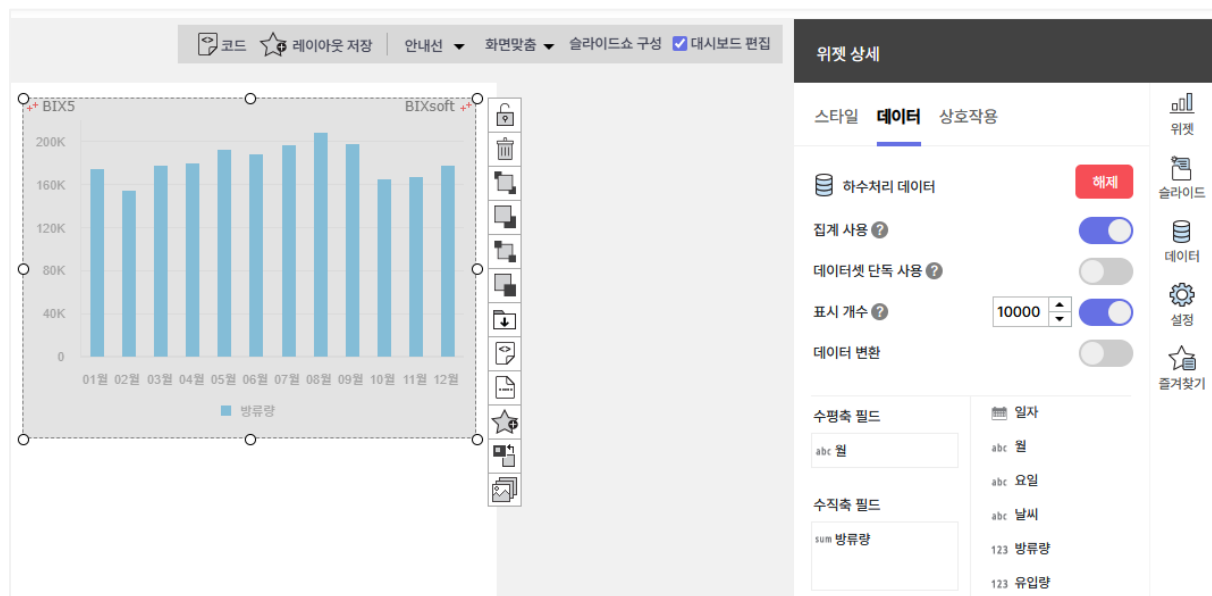 코드 레이아웃 저장 안내선 화면맞춤 슬라이드쇼 구성 대시보드 편집
BIX5 BIXsoft
200K
160K
120K
80K
40K
0
01월 02월 03월 04월 05월 06월 07월 08월 09월 10월 11월 12월
방류량
위젯 상세
스타일 데이터 상호작용
하수처리 데이터 해제
집계 사용 ?
데이터셋 단독 사용 ?
표시 개수 ? 10000
데이터 변환
수평축 필드
abc 월
수직축 필드
sum 방류량
일자
abc 월
abc 요일
abc 날씨
123 방류량
123 유입량
위젯
슬라이드
데이터
설정
즐겨찾기